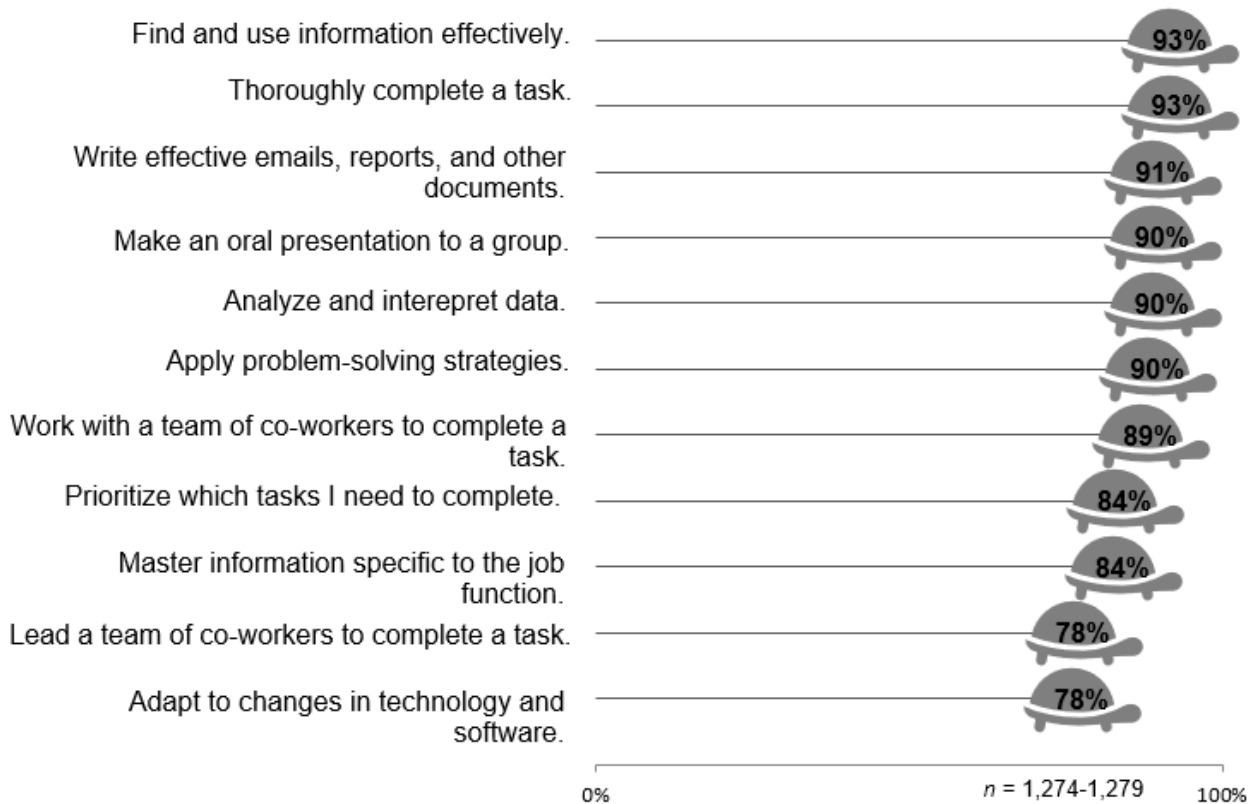 Find and use information effectively.
93%
Thoroughly complete a task.
93%
Write effective emails, reports, and other
documents.
91%
Make an oral presentation to a group.
90%
Analyze and interepret data.
90%
Apply problem-solving strategies.
90%
Work with a team of co-workers to complete a
task.
89%
Prioritize which tasks I need to complete.
84%
Master information specific to the job
function.
84%
Lead a team of co-workers to complete a task.
78%
Adapt to changes in technology and
software.
78%
n = 1,274-1,279
0%
100%